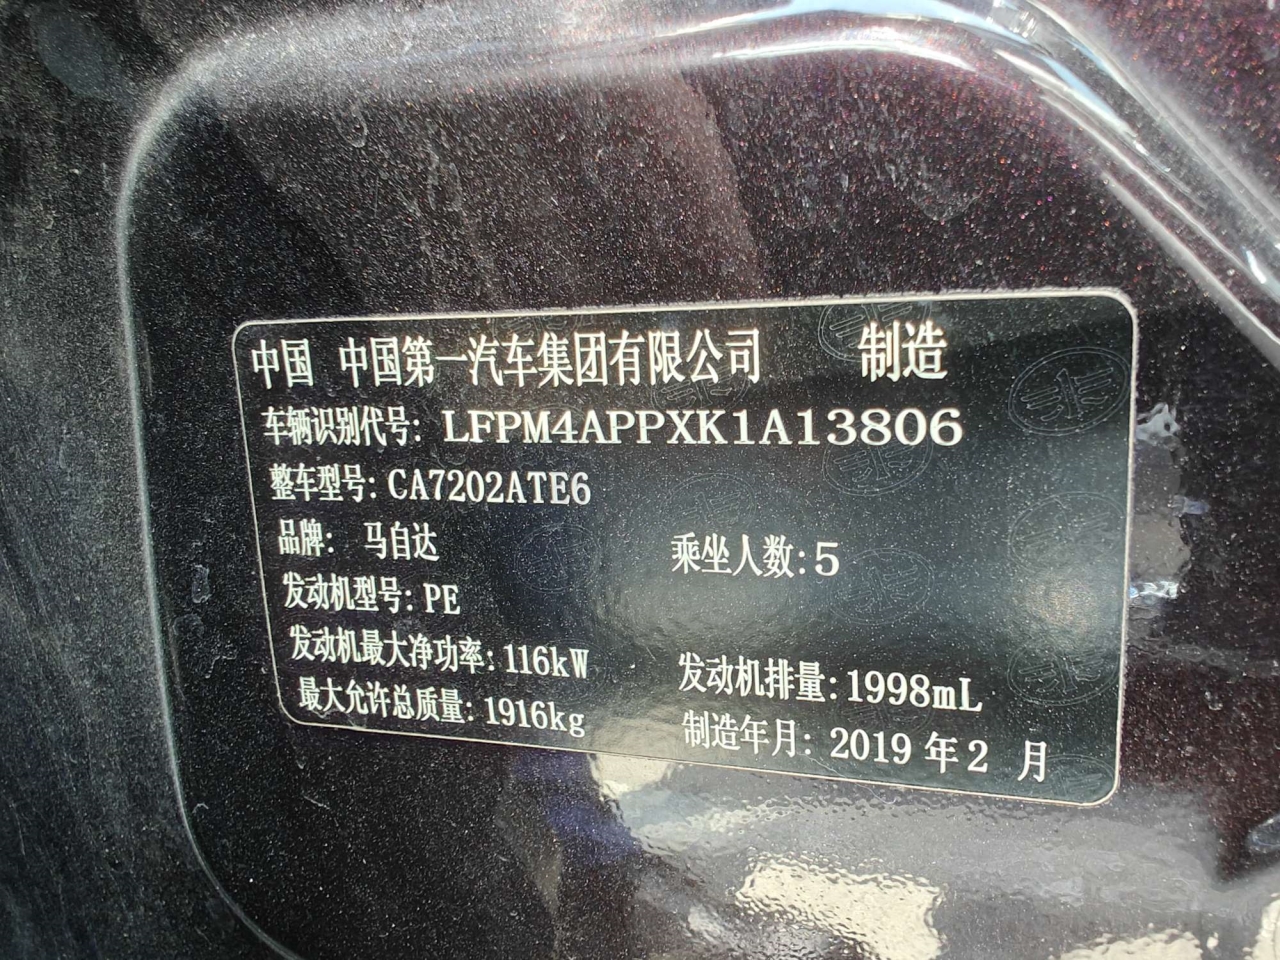 中国 中国第一汽车集团有限公司 制造
车辆识别代号: LFPM4APPXK1A13806
整车型号: CA7202ATE6
品牌: 马自达 乘坐人数: 5
发动机型号: PE
发动机最大净功率: 116kW 发动机排量: 1998mL
最大允许总质量: 1916kg 制造年月: 2019 年 2 月